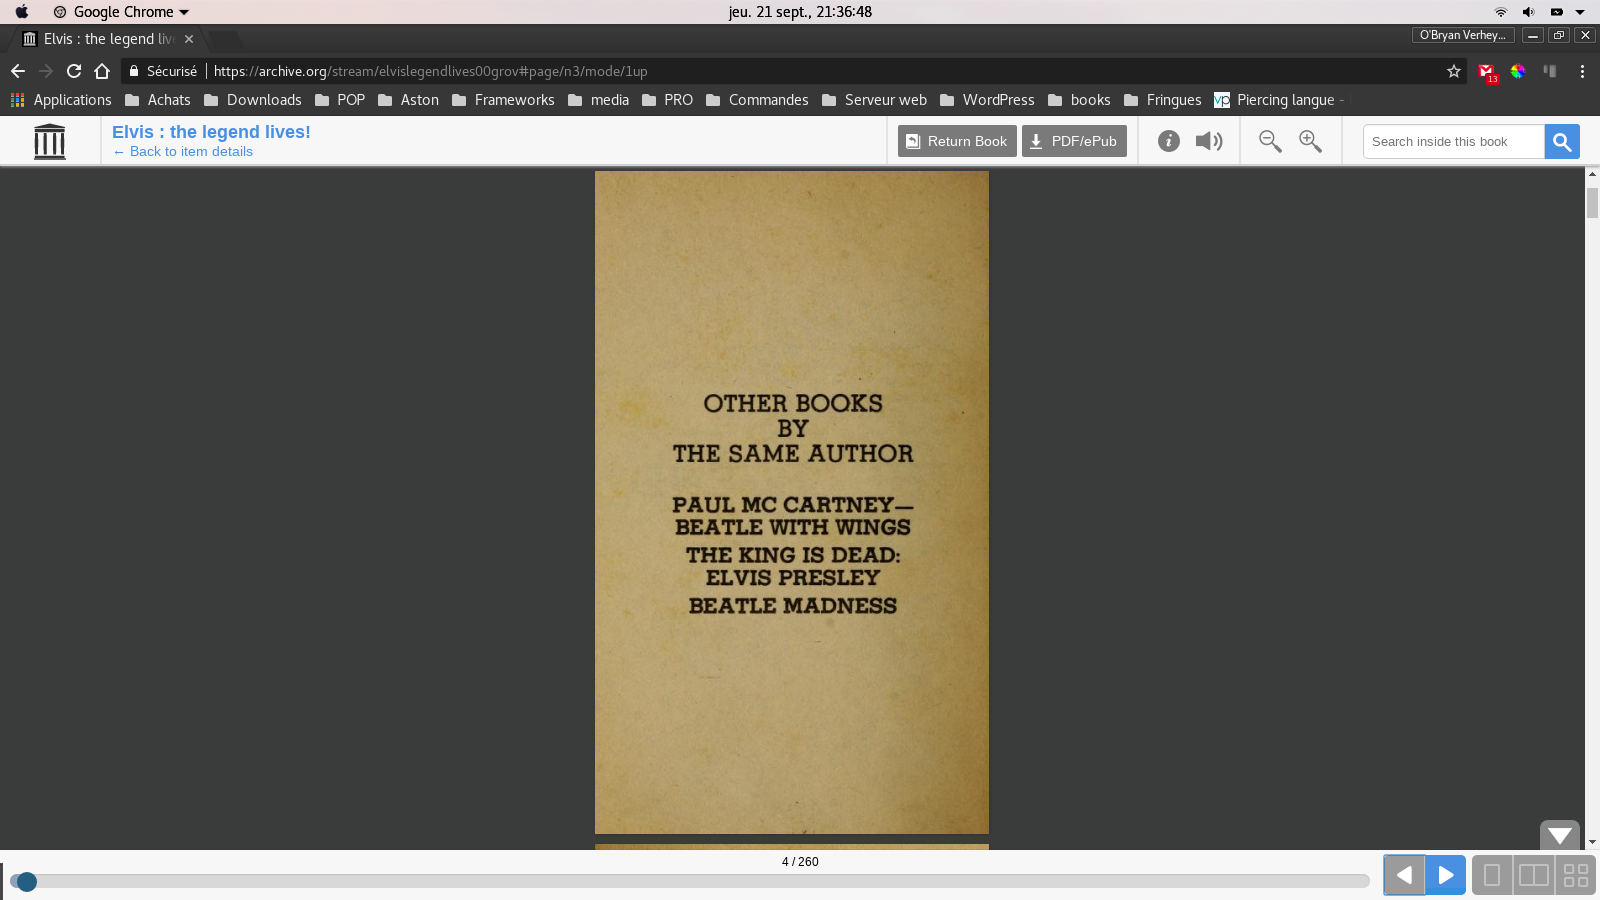 Google Chrome
jeu. 21 sept., 21:36:48
Elvis : the legend liv
O'Bryan Verhey...
Sécurisé
https://archive.org/stream/elvislegendlives00grov#page/n3/mode/1up
13
Applications Achats Downloads POP Aston Frameworks media PRO Commandes Serveur web WordPress books Fringues vp Piercing langue -
Elvis : the legend lives!
← Back to item details
Return Book
PDF/ePub
Search inside this book
OTHER BOOKS
BY
THE SAME AUTHOR
PAUL MC CARTNEY—
BEATLE WITH WINGS
THE KING IS DEAD:
ELVIS PRESLEY
BEATLE MADNESS
4 / 260